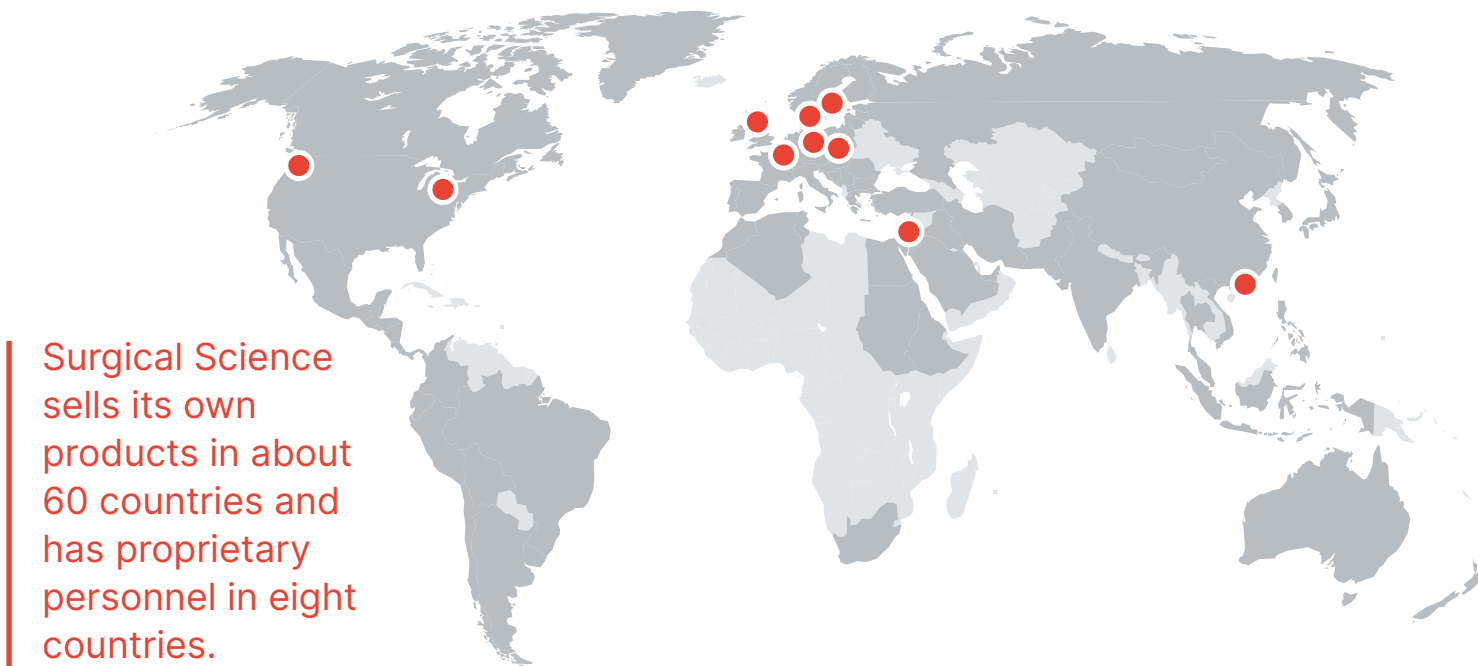 Surgical Science
sells its own
products in about
60 countries and
has proprietary
personnel in eight
countries.